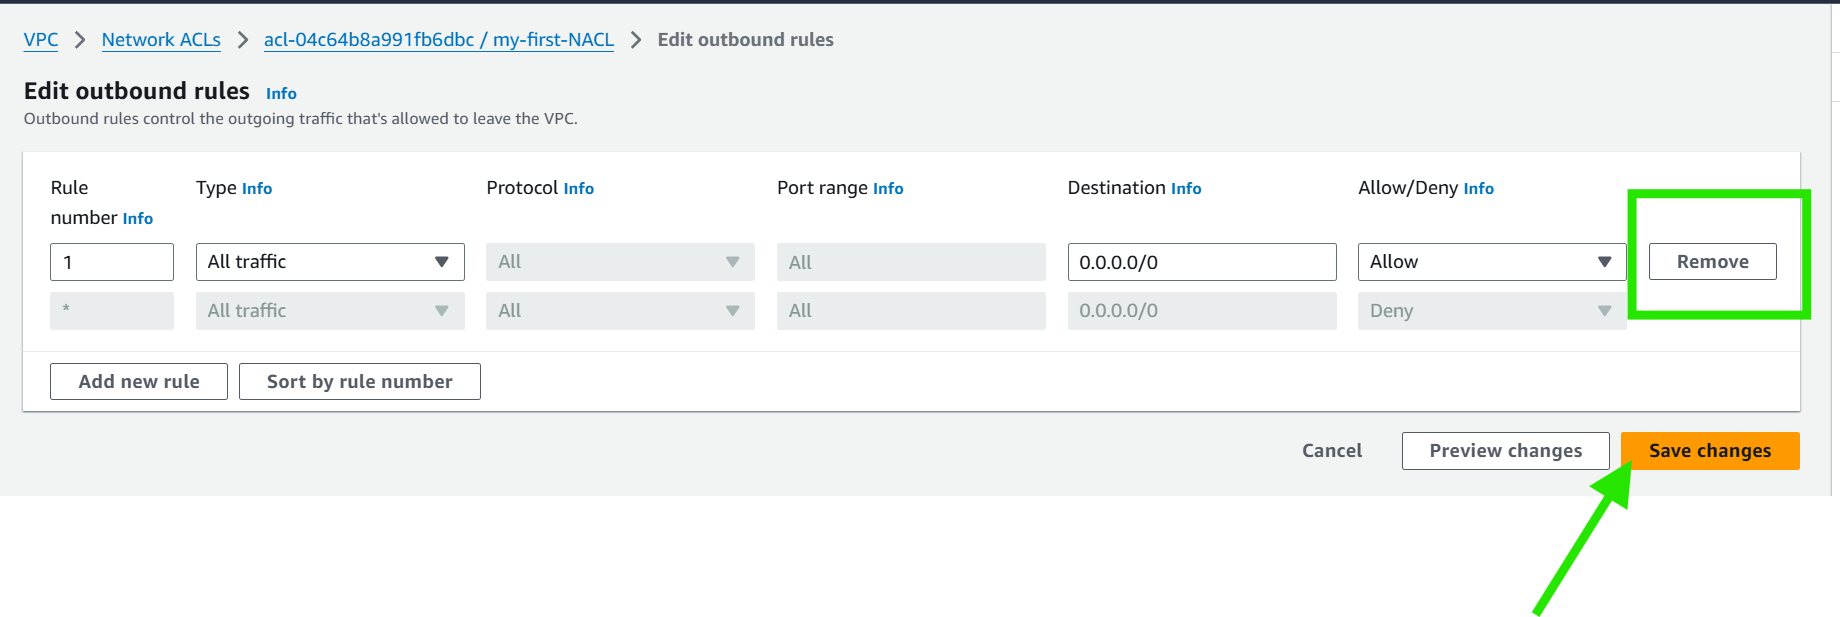 VPC > Network ACLs > acl-04c64b8a991fb6dbc / my-first-NACL > Edit outbound rules
Edit outbound rules Info
Outbound rules control the outgoing traffic that's allowed to leave the VPC.
Rule number Info Type Info Protocol Info Port range Info Destination Info Allow/Deny Info
1 All traffic All All 0.0.0.0/0 Allow Remove
* All traffic All All 0.0.0.0/0 Deny
Add new rule Sort by rule number
Cancel Preview changes Save changes